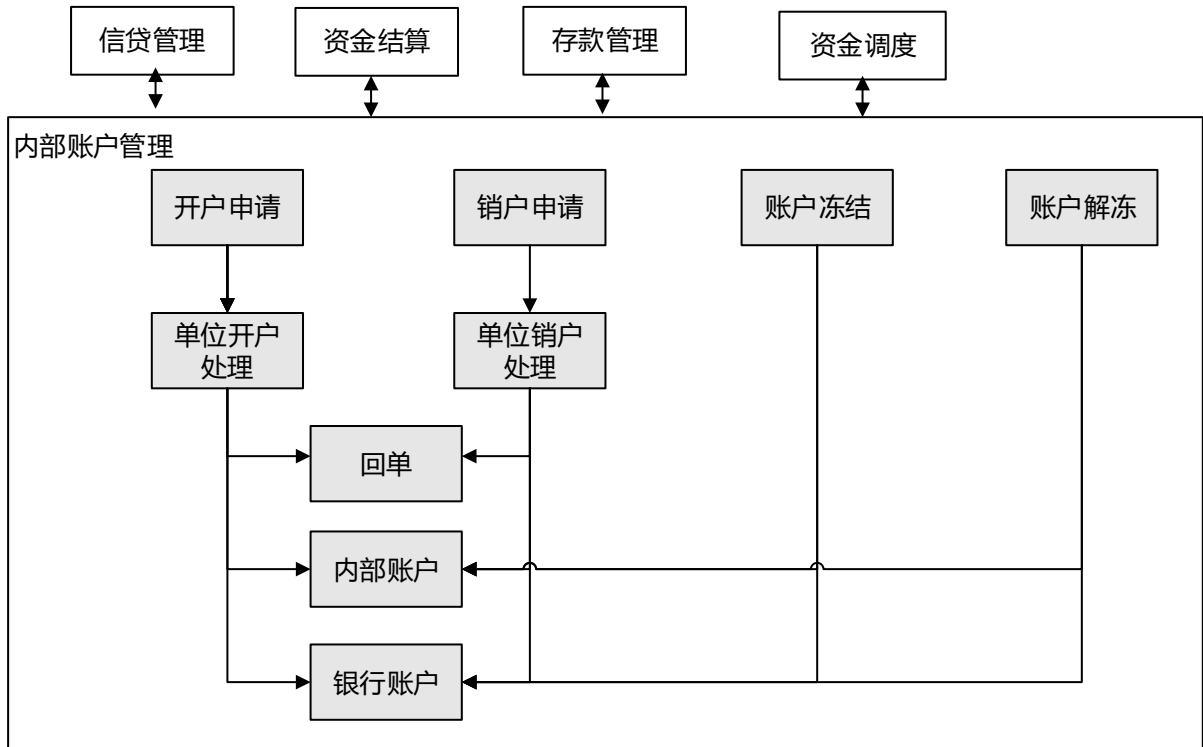 信贷管理
资金结算
存款管理
资金调度
内部账户管理
开户申请
销户申请
账户冻结
账户解冻
单位开户
处理
单位销户
处理
回单
内部账户
银行账户